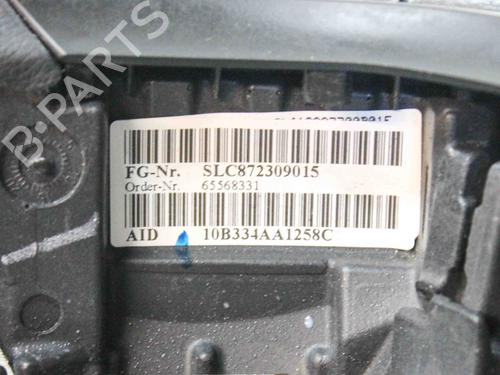 B-PARTS
FG-Nr. SLC872309015
Order-Nr. 65568331
AID 10B334AA1258C